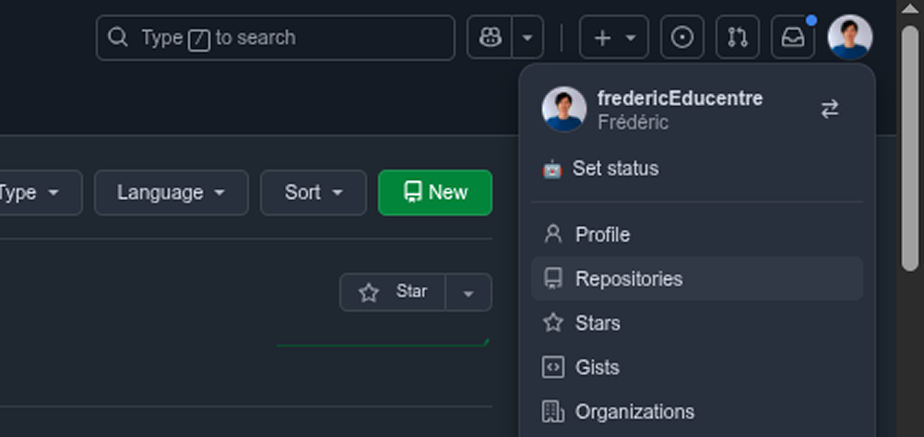 Type / to search
fredericEducentre
Frédéric
Set status
Type
Language
Sort
New
Profile
Repositories
Star
Stars
Gists
Organizations